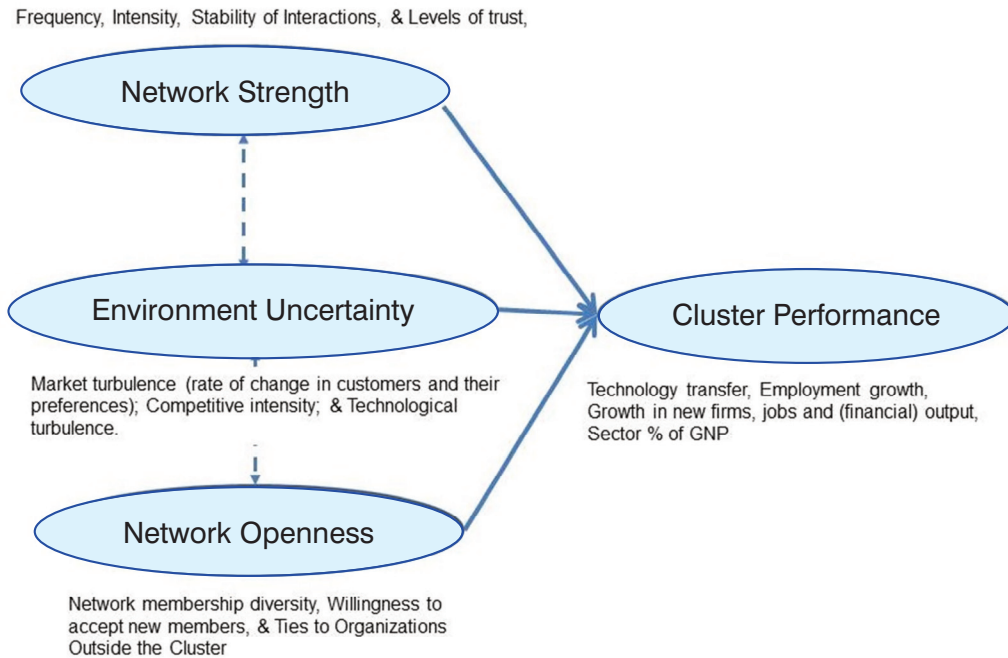 Frequency, Intensity, Stability of Interactions, & Levels of trust,
Network Strength
Environment Uncertainty
Cluster Performance
Market turbulence (rate of change in customers and their
preferences); Competitive intensity; & Technological
turbulence.
Technology transfer, Employment growth,
Growth in new firms, jobs and (financial) output,
Sector % of GNP
Network Openness
Network membership diversity, Willingness to
accept new members, & Ties to Organizations
Outside the Cluster